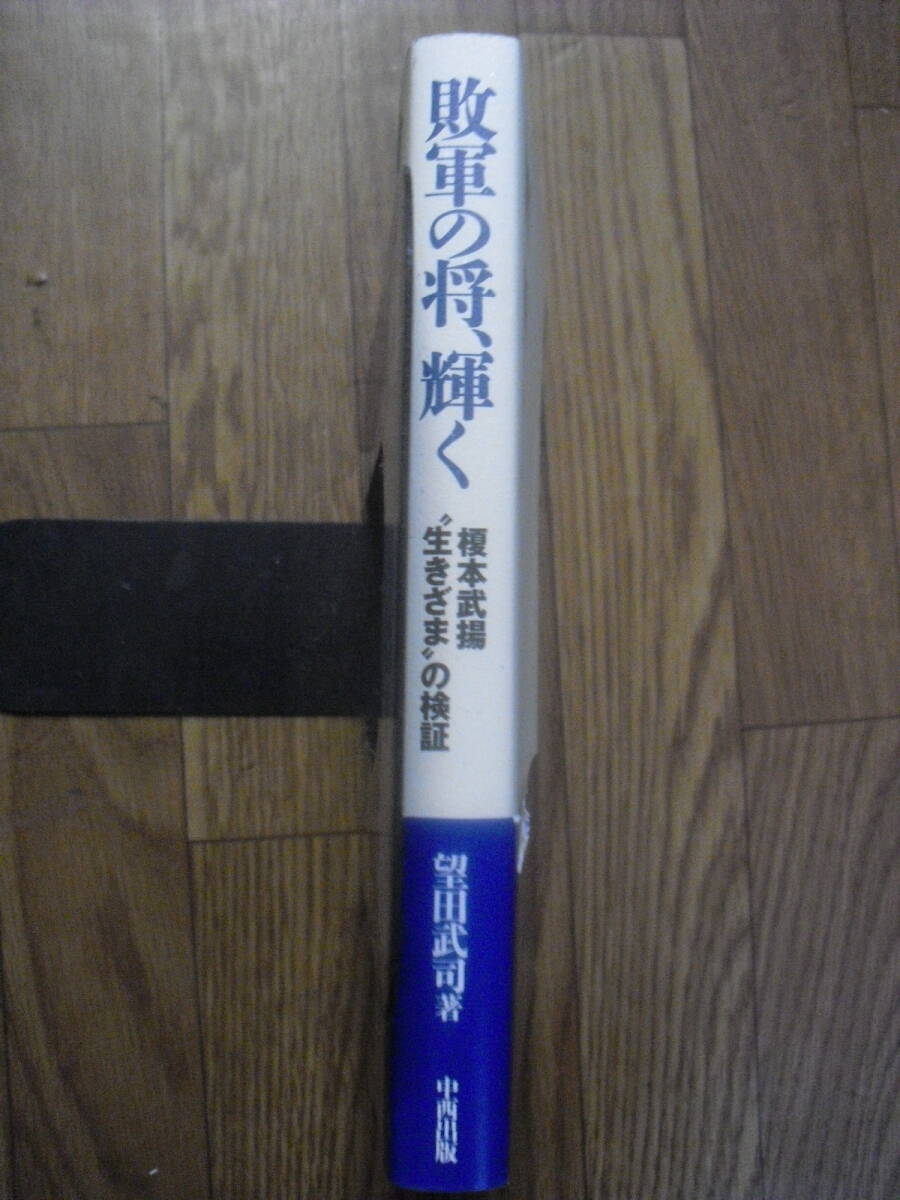 敗軍の将、輝く
榎本武揚
〝生きざま〟の検証
望田武司 著
中西出版